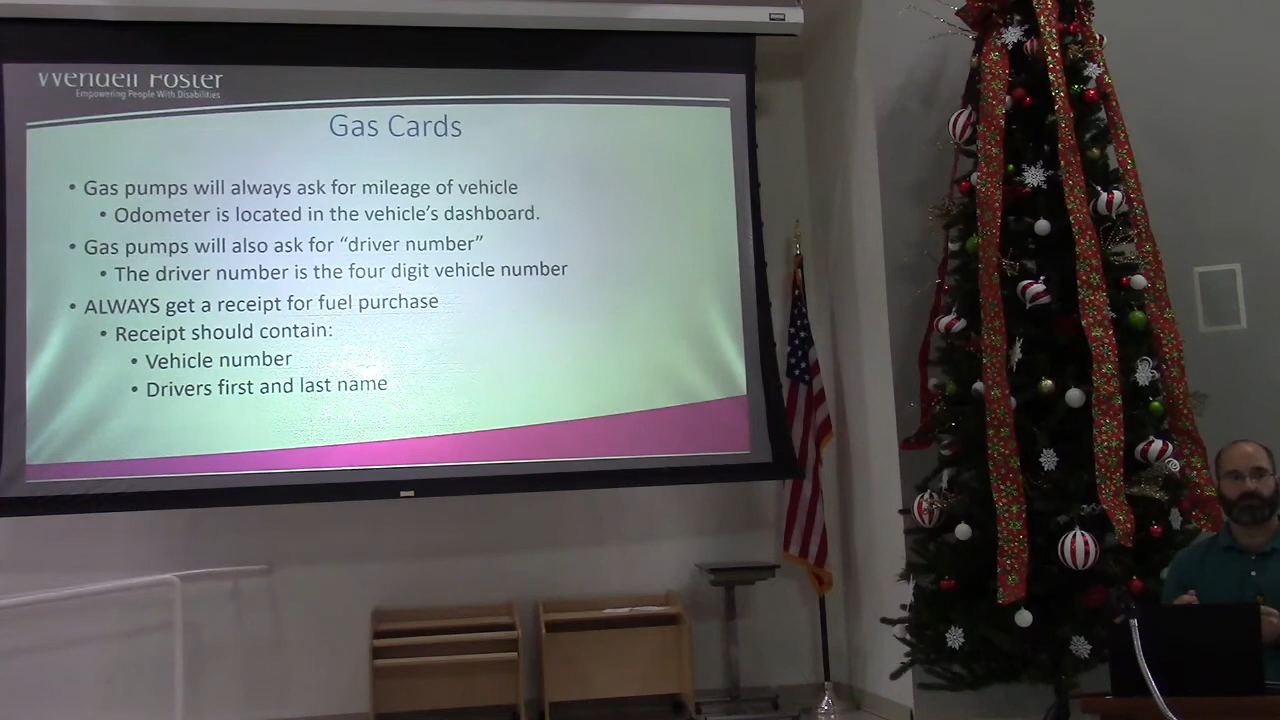 Wendell Foster
Empowering People With Disabilities
Gas Cards
• Gas pumps will always ask for mileage of vehicle
• Odometer is located in the vehicle's dashboard.
• Gas pumps will also ask for “driver number”
• The driver number is the four digit vehicle number
• ALWAYS get a receipt for fuel purchase
• Receipt should contain:
• Vehicle number
• Drivers first and last name